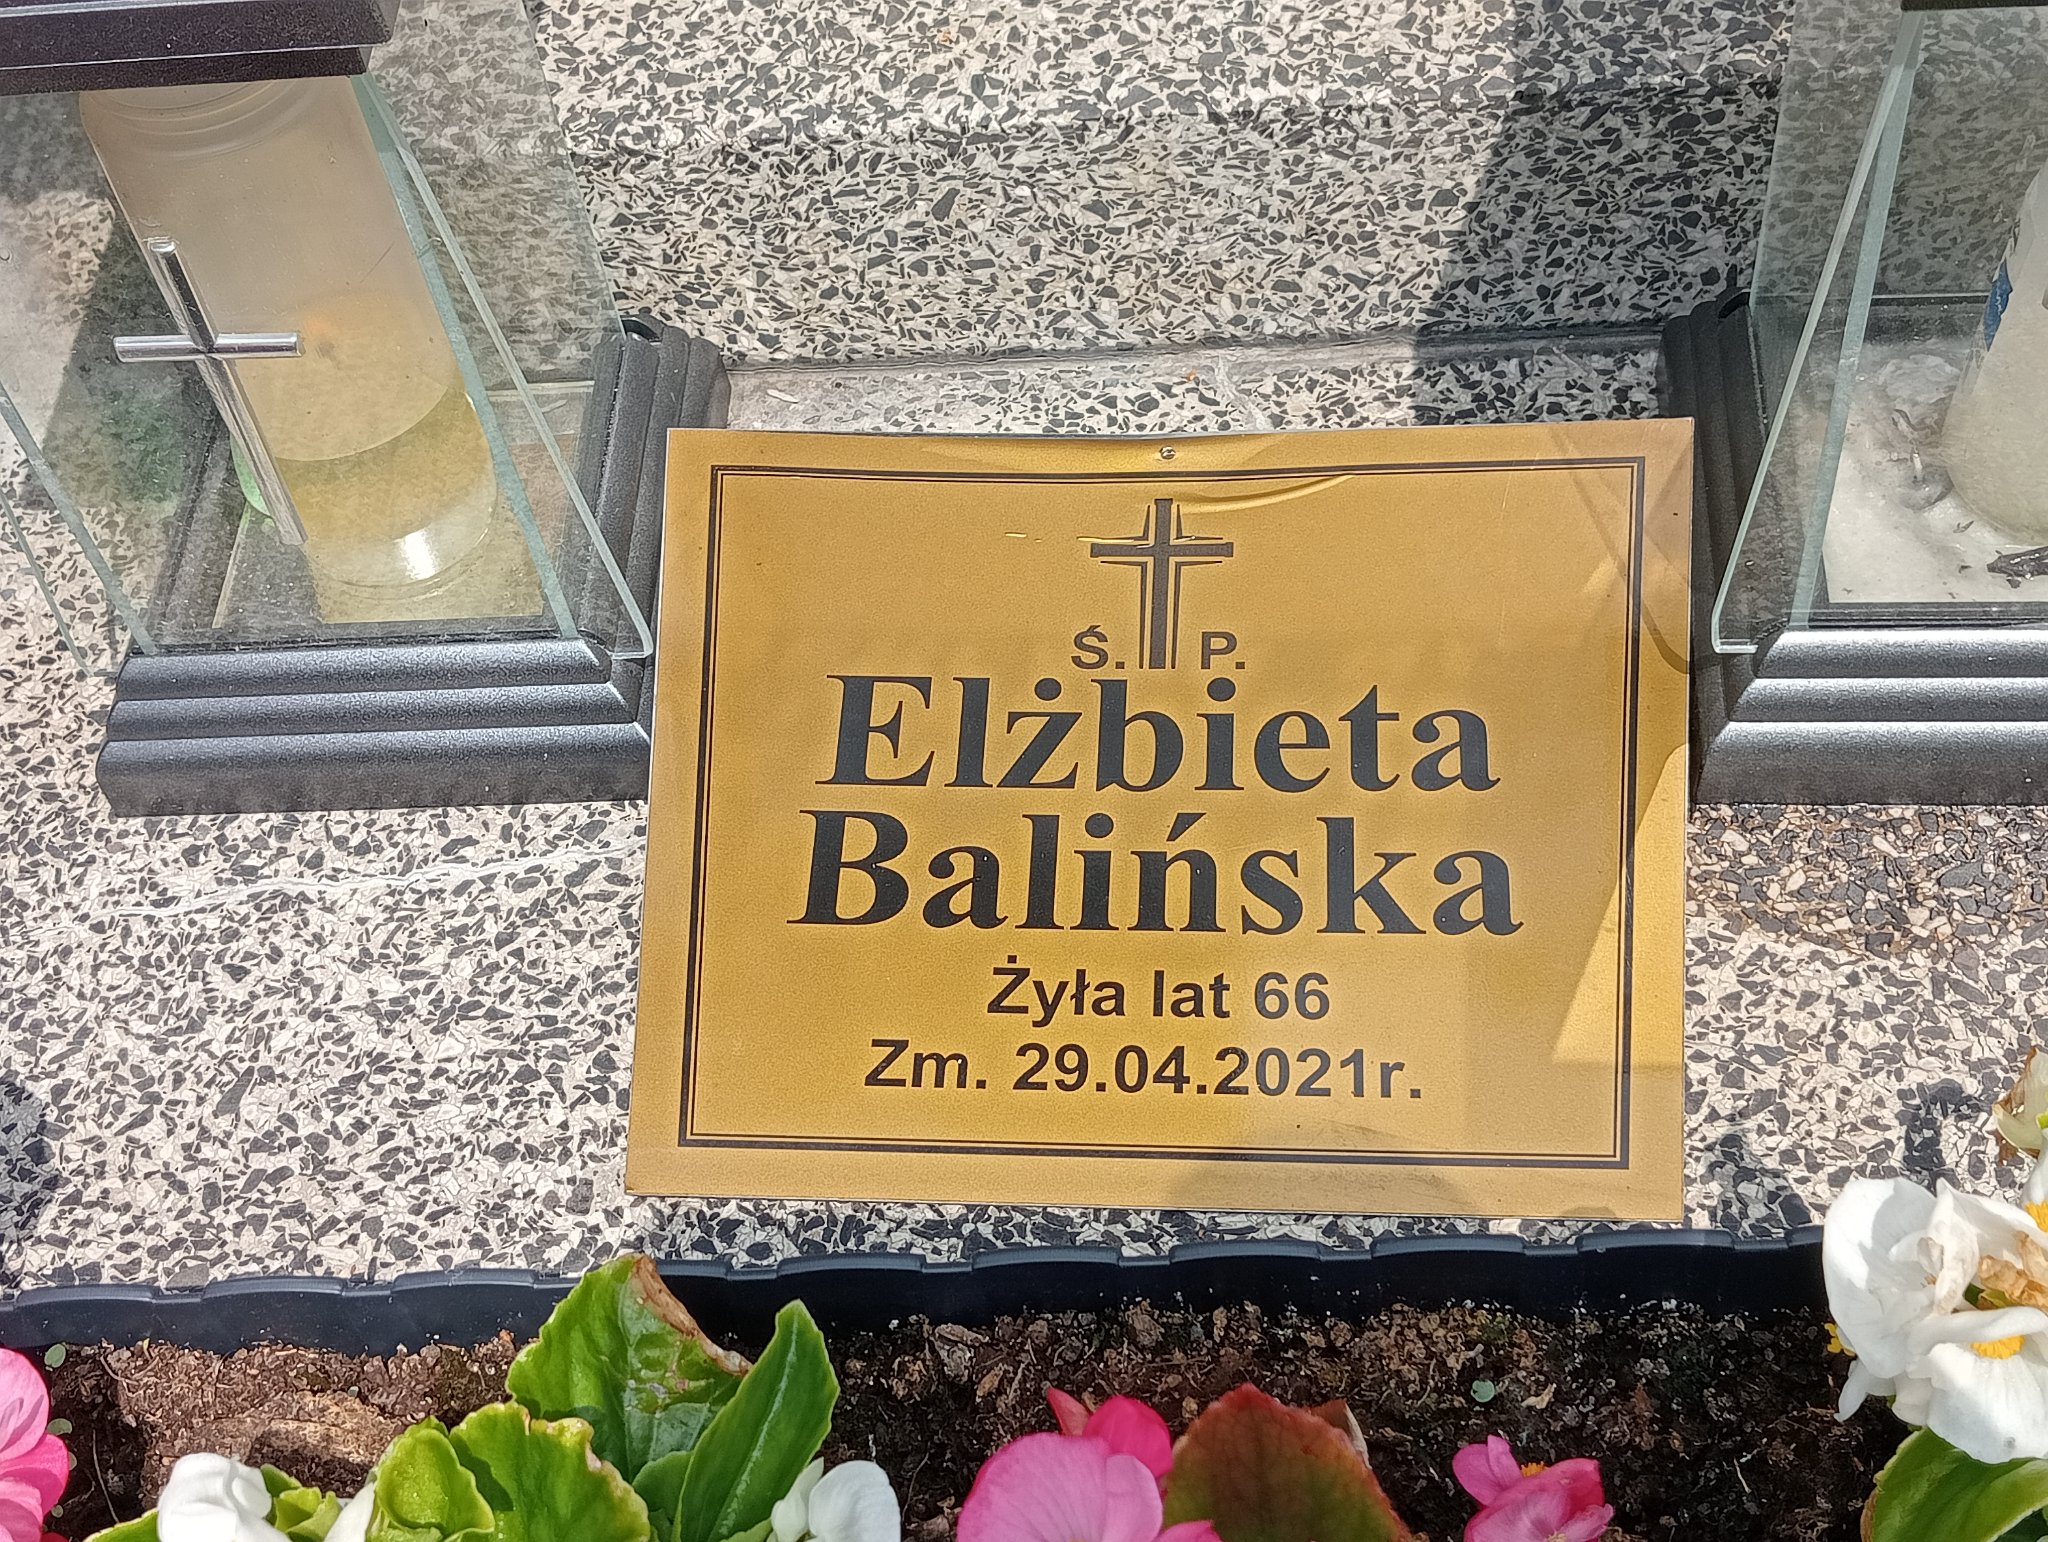 Ś. P.
Elżbieta
Balińska
Żyła lat 66
Zm. 29.04.2021r.